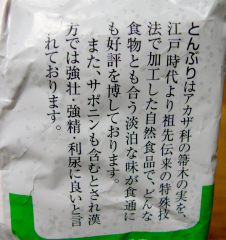 とんぶりはアカザ科の箒木の実を、
江戸時代より祖先伝来の特殊技
法で加工した自然食品で、どんな
食物とも合う淡泊な味が食通に
も好評を博しております。
また、サポニンも含むとされ漢
方では強壮・強精・利尿に良いと言
れております。